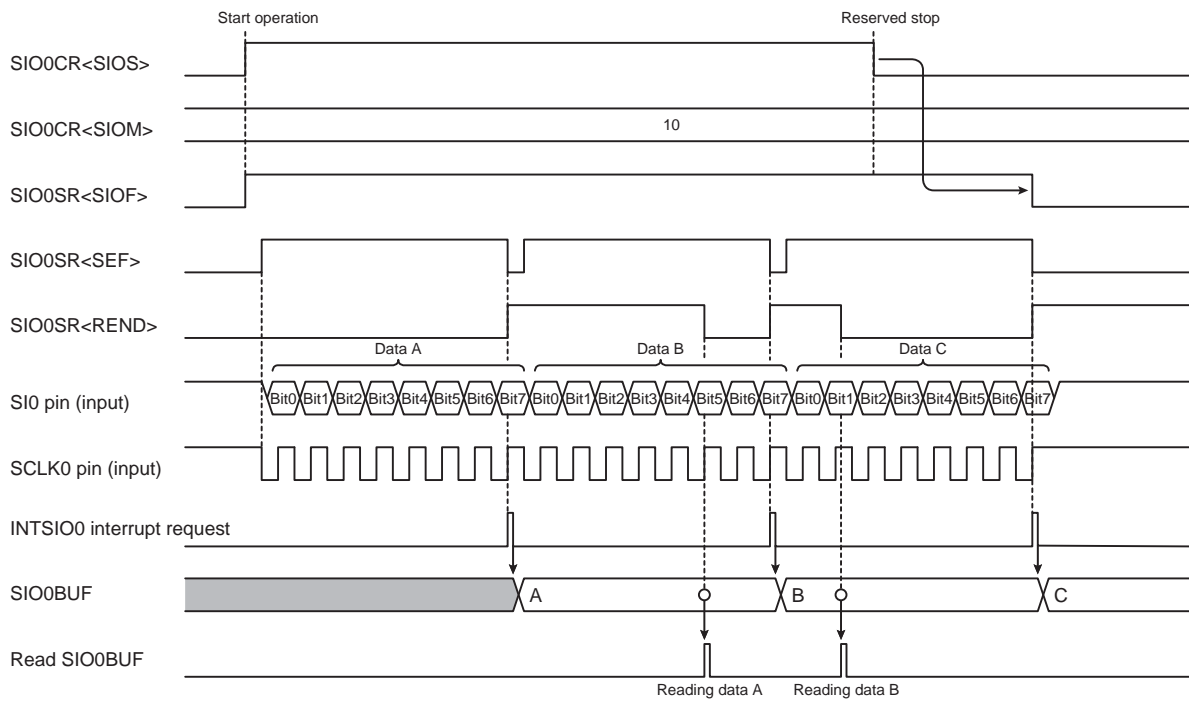 Start operation Reserved stop
SIO0CR<SIOS>
SIO0CR<SIOM> 10
SIO0SR<SIOF>
SIO0SR<SEF>
SIO0SR<REND>
Data A Data B Data C
SI0 pin (input) Bit0 Bit1 Bit2 Bit3 Bit4 Bit5 Bit6 Bit7 Bit0 Bit1 Bit2 Bit3 Bit4 Bit5 Bit6 Bit7 Bit0 Bit1 Bit2 Bit3 Bit4 Bit5 Bit6 Bit7
SCLK0 pin (input)
INTSIO0 interrupt request
SIO0BUF A B C
Read SIO0BUF
Reading data A Reading data B